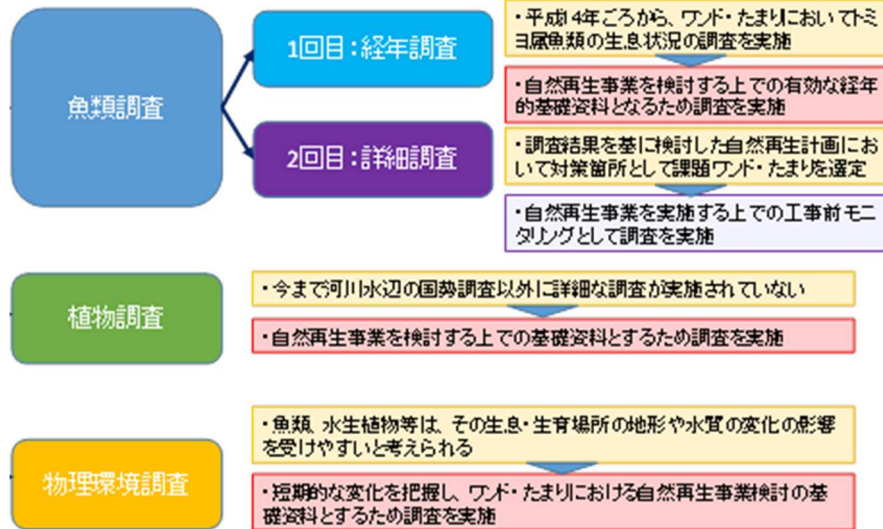 魚類調査
1回目：経年調査
・平成14年ごろから、ワンド・たまりにおいてトミ
ヨ属魚類の生息状況の調査を実施
・自然再生事業を検討する上での有効な経年
的基礎資料となるため調査を実施
2回目：詳細調査
・調査結果を基に検討した自然再生計画にお
いて対策箇所として課題ワンド・たまりを選定
・自然再生事業を実施する上での工事前モニ
タリングとして調査を実施
植物調査
・今まで河川水辺の国勢調査以外に詳細な調査が実施されていない
・自然再生事業を検討する上での基礎資料とするため調査を実施
物理環境調査
・魚類、水生植物等は、その生息・生育場所の地形や水質の変化の影響
を受けやすいと考えられる
・短期的な変化を把握し、ワンド・たまりにおける自然再生事業検討の基
礎資料とするため調査を実施